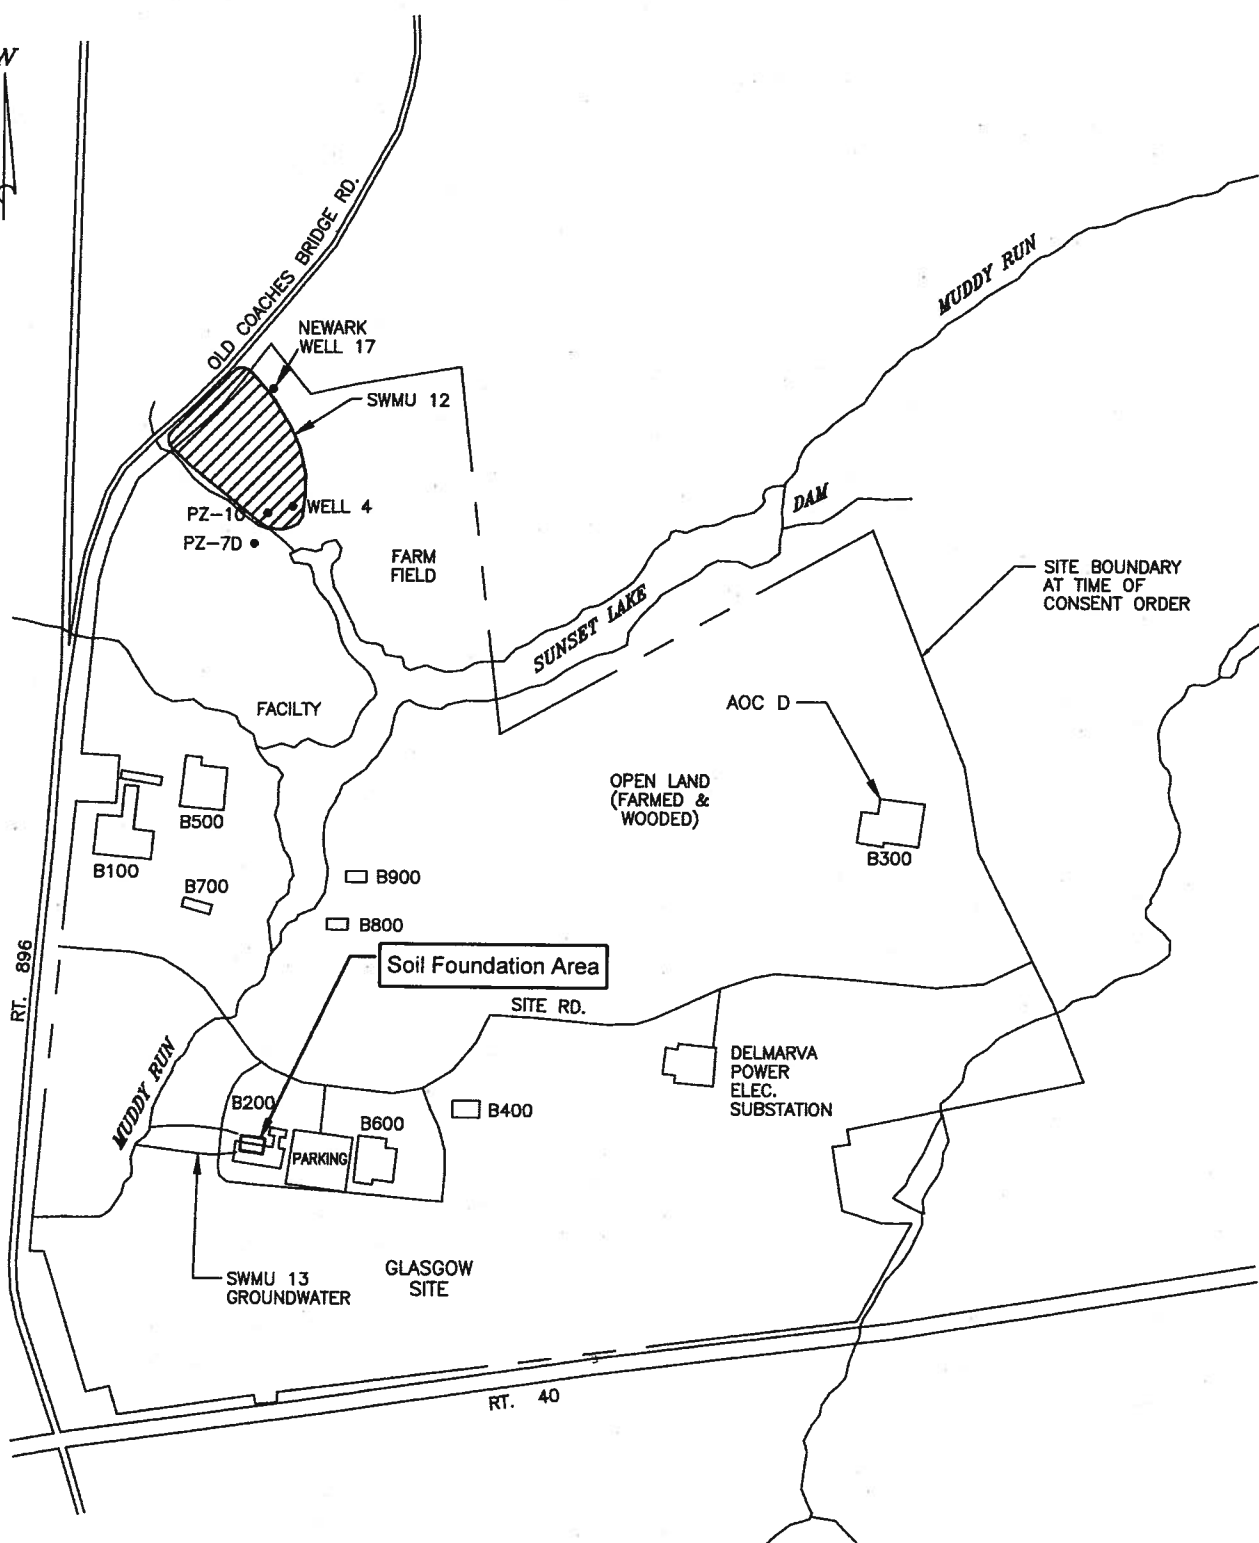 N
OLD COACHES BRIDGE RD.
MUDDY RUN
NEWARK
WELL 17
SWMU 12
DAM
WELL 4
PZ-10
PZ-7D
FARM
FIELD
SITE BOUNDARY
AT TIME OF
CONSENT ORDER
SUNSET LAKE
FACILTY
AOC D
OPEN LAND
(FARMED &
WOODED)
B500
B100
B300
B700
B900
B800
RT. 896
Soil Foundation Area
SITE RD.
MUDDY RUN
DELMARVA
POWER
ELEC.
SUBSTATION
B200
B400
B600
PARKING
SWMU 13
GROUNDWATER
GLASGOW
SITE
RT. 40